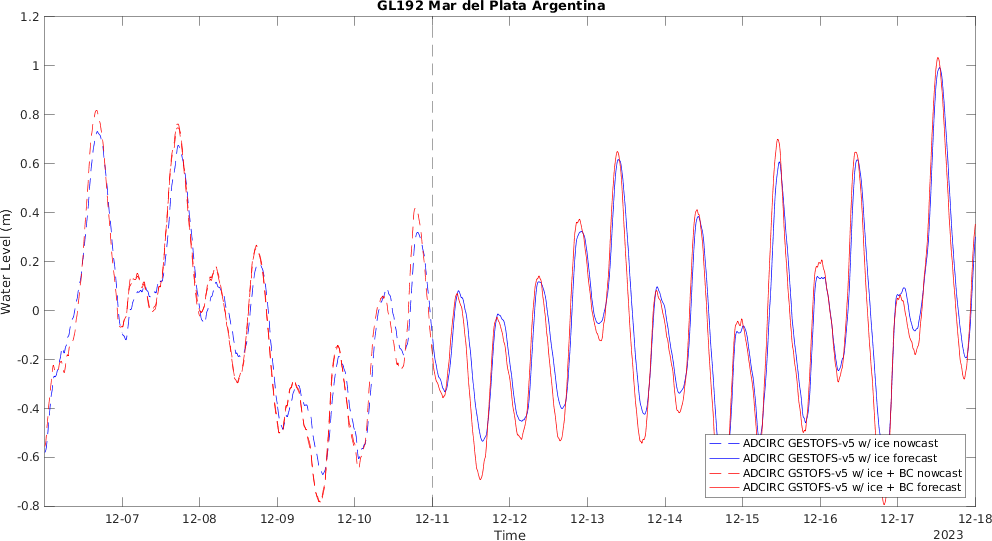 GL192 Mar del Plata Argentina
1.2
1
0.8
0.6
0.4
0.2
0
-0.2
-0.4
-0.6
-0.8
Water Level (m)
ADCIRC GESTOFS-v5 w/ ice nowcast
ADCIRC GESTOFS-v5 w/ ice forecast
ADCIRC GSTOFS-v5 w/ ice + BC nowcast
ADCIRC GSTOFS-v5 w/ ice + BC forecast
12-07 12-08 12-09 12-10 12-11 12-12 12-13 12-14 12-15 12-16 12-17 12-18
Time
2023